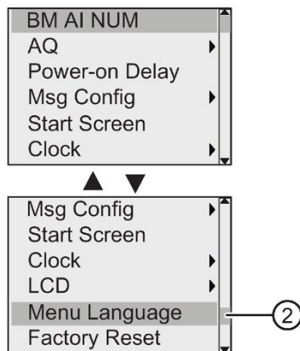 BM AI NUM
AQ
Power-on Delay
Msg Config
Start Screen
Clock
Msg Config
Start Screen
Clock
LCD
Menu Language
2
Factory Reset